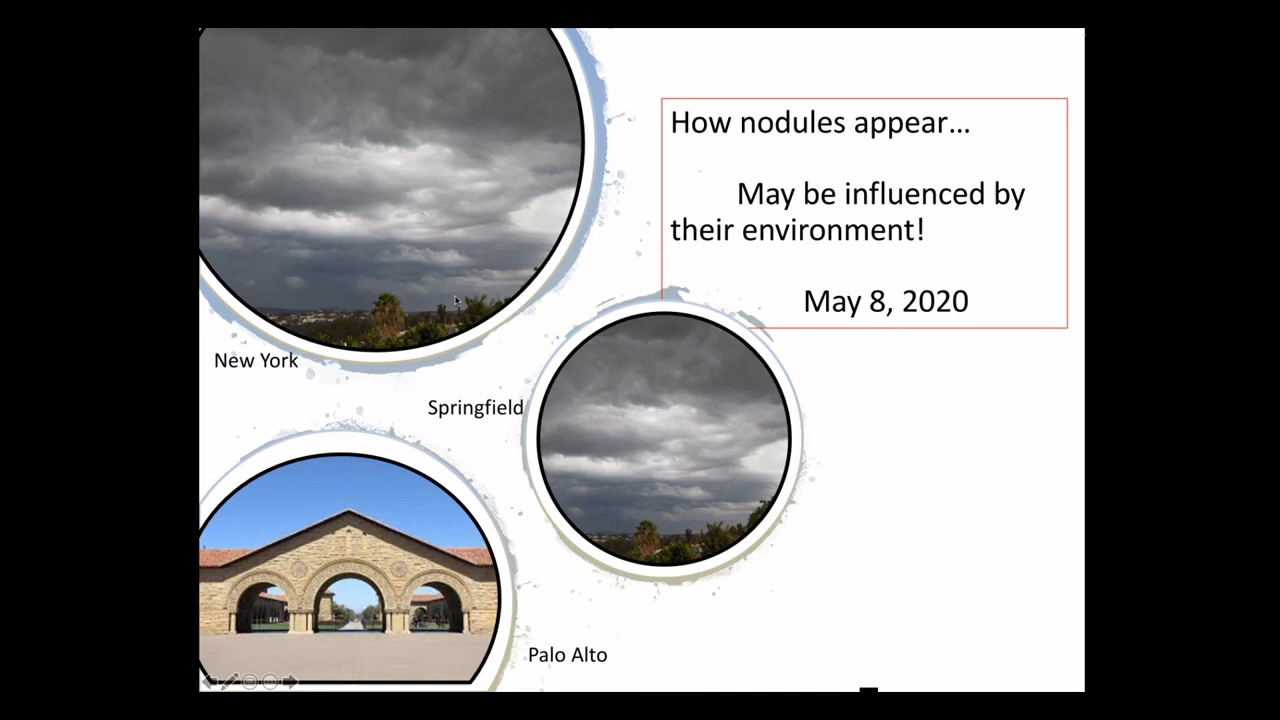 How nodules appear...
May be influenced by
their environment!
May 8, 2020
New York
Springfield
Palo Alto